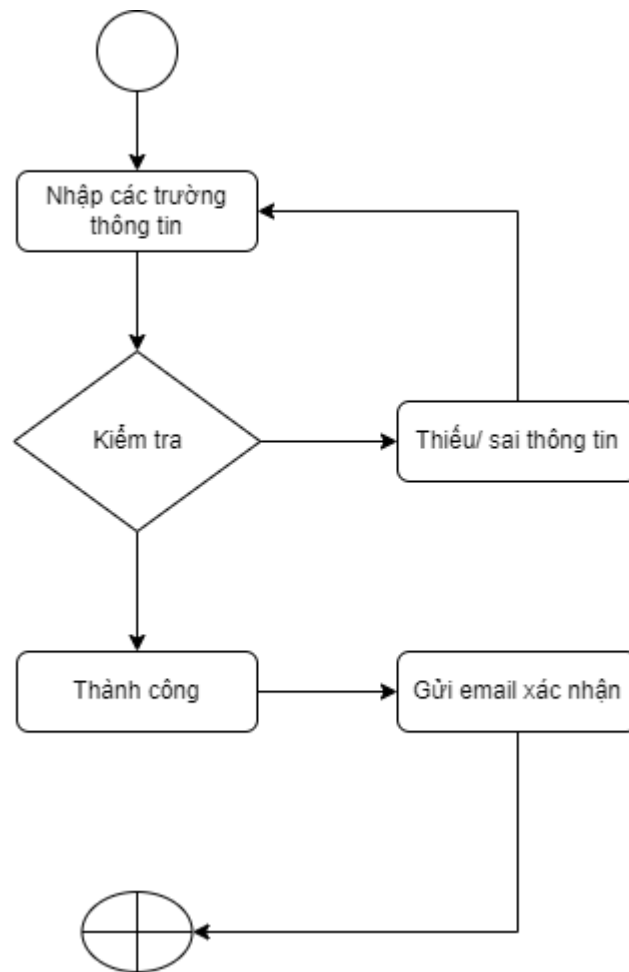 Nhập các trường
thông tin
Kiểm tra
Thiếu/ sai thông tin
Thành công
Gửi email xác nhận